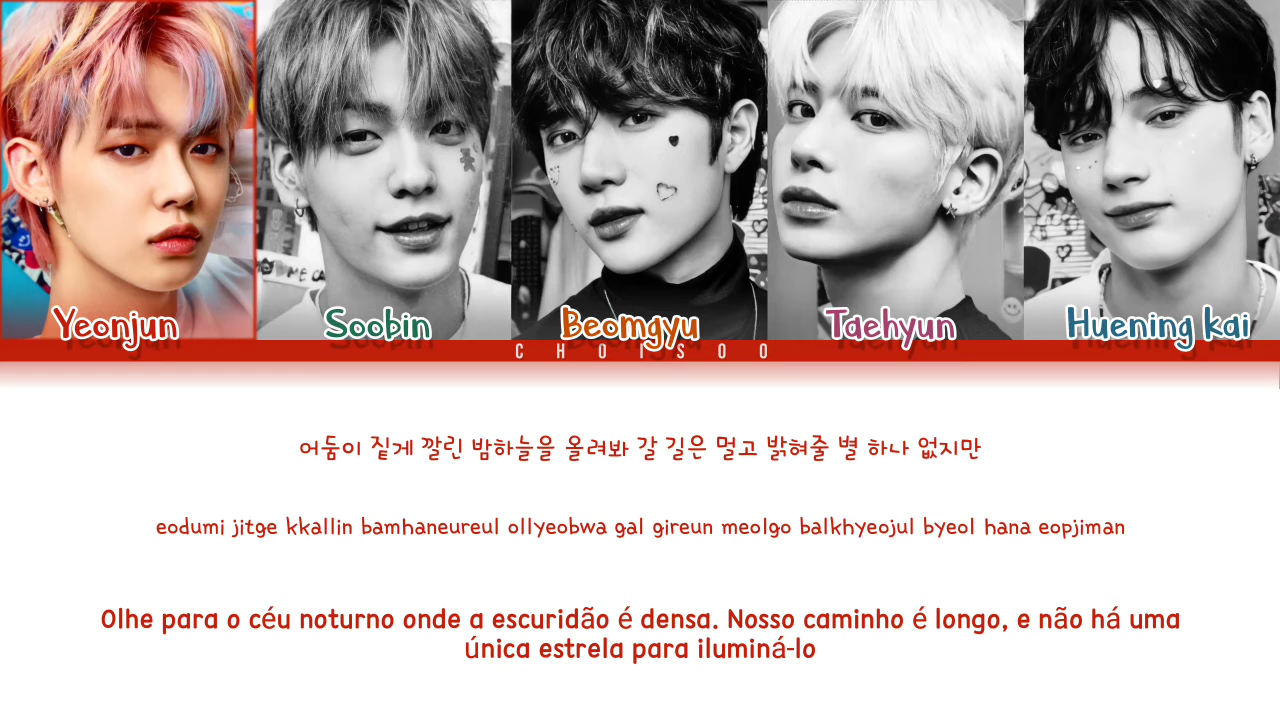 Yeonjun Soobin Beomgyu Taehyun Huening kai
CHOISOO
어둠이 짙게 깔린 밤하늘을 올려봐 갈 길은 멀고 밝혀줄 별 하나 없지만
eodumi jitge kkallin bamhaneureul ollyeobwa gal gireun meolgo balkhyeojul byeol hana eopjiman
Olhe para o céu noturno onde a escuridão é densa. Nosso caminho é longo, e não há uma
única estrela para iluminá-lo